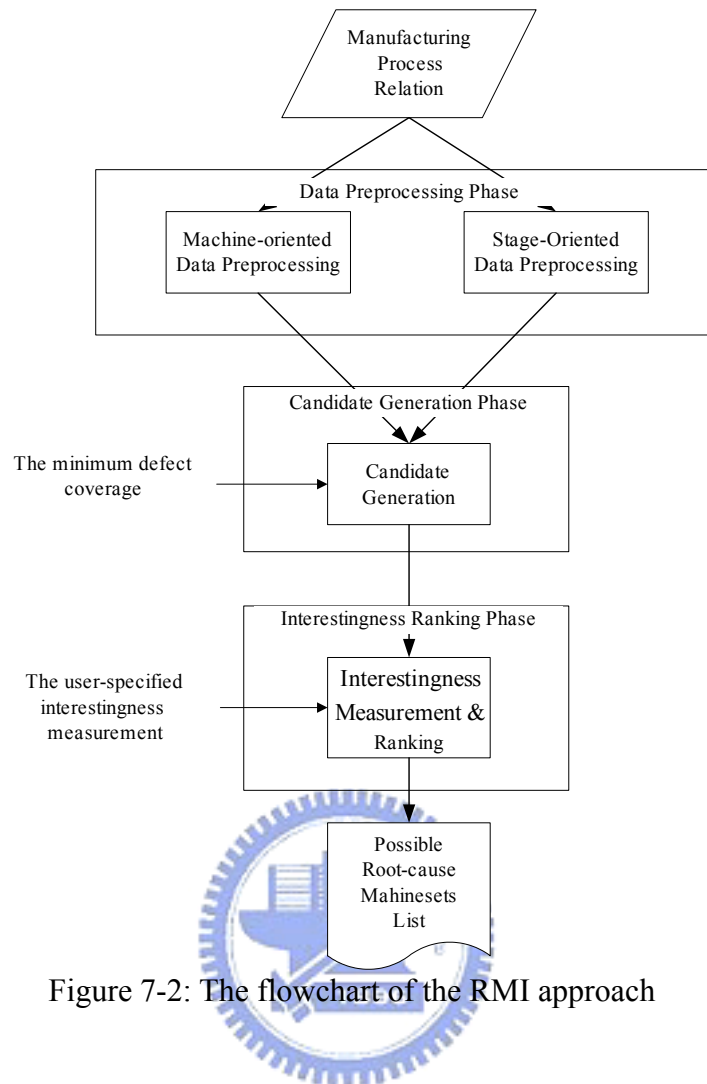 Manufacturing
Process
Relation
Data Preprocessing Phase
Machine-oriented
Data Preprocessing
Stage-Oriented
Data Preprocessing
Candidate Generation Phase
The minimum defect
coverage
Candidate
Generation
Interestingness Ranking Phase
The user-specified
interestingness
measurement
Interestingness
Measurement &
Ranking
Possible
Root-cause
Mahinesets
List
Figure 7-2: The flowchart of the RMI approach